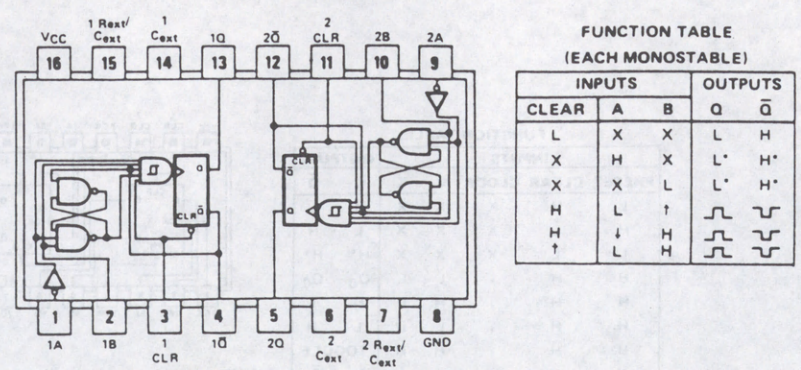 1 Rext/ 1 2
VCC Cext Cext 1Q 2Q̄ CLR 2B 2A
16 15 14 13 12 11 10 9
Q Q̄ CLR
CLR Q̄ Q
1 2 3 4 5 6 7 8
1A 1B 1 1Q̄ 2Q 2 2 Rext/ GND
CLR Cext Cext
FUNCTION TABLE
(EACH MONOSTABLE)
INPUTS OUTPUTS
CLEAR A B Q Q̄
L X X L H
X H X L* H*
X X L L* H*
H L ↑
H ↓ H
↑ L H